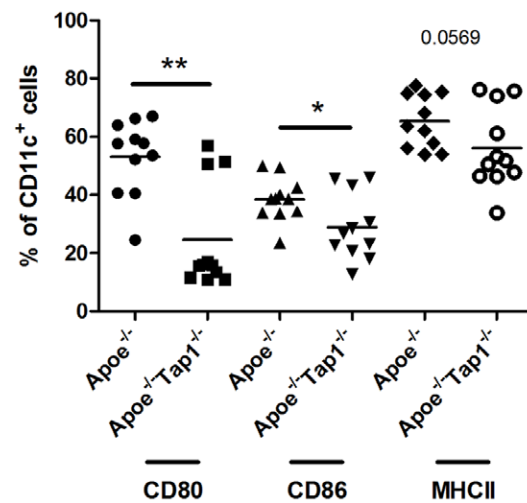 % of CD11c⁺ cells
100
80
60
40
20
0
**
*
0.0569
Apoe⁻/⁻
Apoe⁻/⁻Tap1⁻/⁻
Apoe⁻/⁻
Apoe⁻/⁻Tap1⁻/⁻
Apoe⁻/⁻
Apoe⁻/⁻Tap1⁻/⁻
CD80
CD86
MHCII